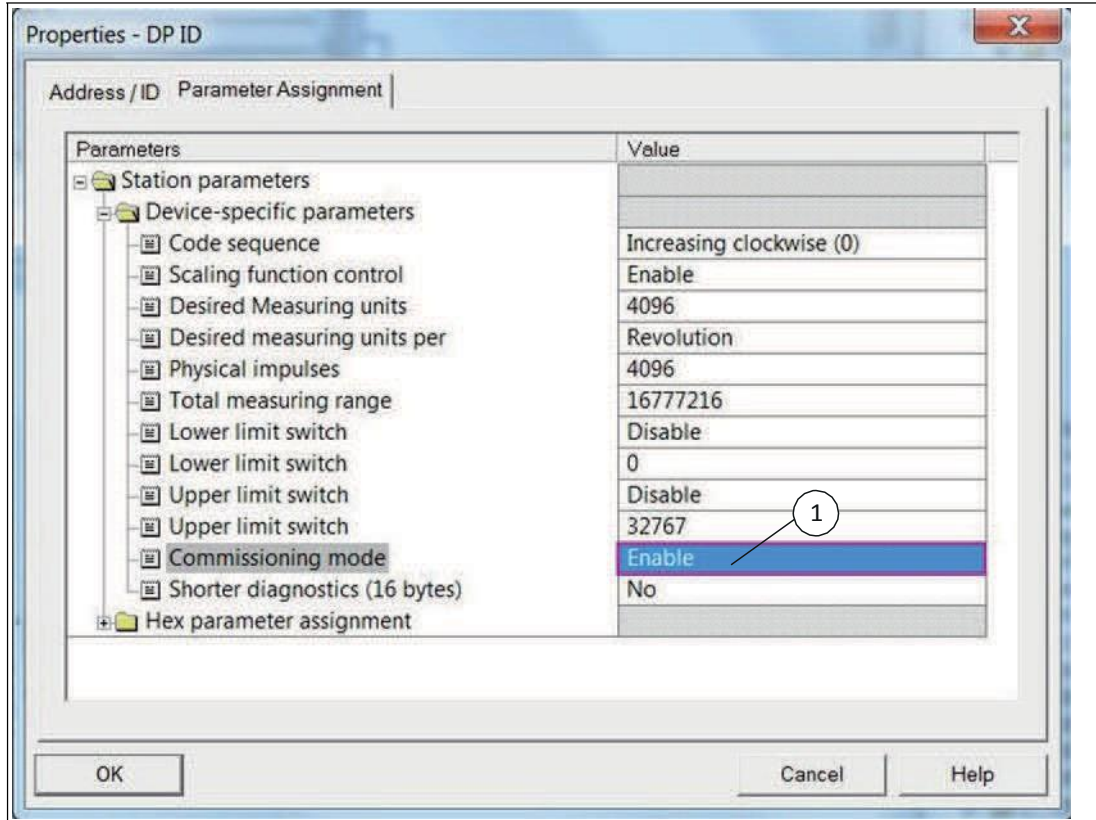 Properties - DP ID
X
Address / ID Parameter Assignment
Parameters Value
Station parameters
Device-specific parameters
Code sequence Increasing clockwise (0)
Scaling function control Enable
Desired Measuring units 4096
Desired measuring units per Revolution
Physical impulses 4096
Total measuring range 16777216
Lower limit switch Disable
Lower limit switch 0
Upper limit switch Disable
Upper limit switch 32767
1
Commissioning mode Enable
Shorter diagnostics (16 bytes) No
Hex parameter assignment
OK Cancel Help